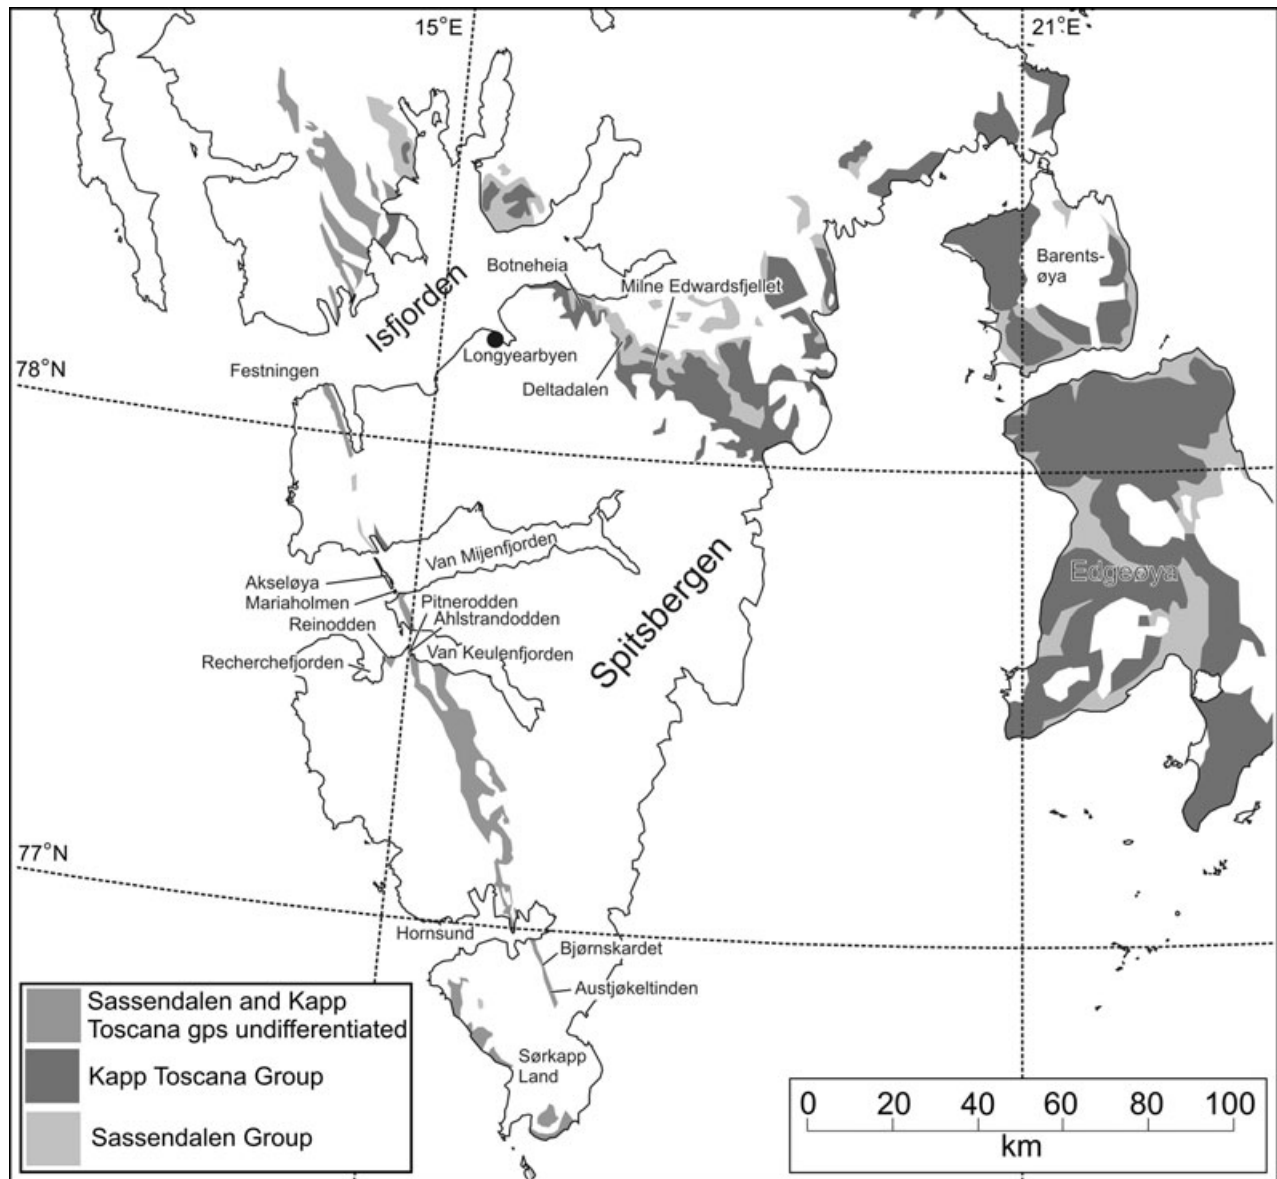 15°E
21°E
Barents-
øya
Botneheia
Milne Edwardsfjellet
Isfjorden
Longyearbyen
78°N
Festningen
Deltadalen
Van Mijenfjorden
Edgeøya
Akseløya
Mariaholmen
Pitnerodden
Ahlstrandodden
Reinodden
Van Keulenfjorden
Recherchefjorden
Spitsbergen
77°N
Hornsund
Bjørnskardet
Austjøkeltinden
Sørkapp
Land
Sassendalen and Kapp
Toscana gps undifferentiated
Kapp Toscana Group
Sassendalen Group
0 20 40 60 80 100
km